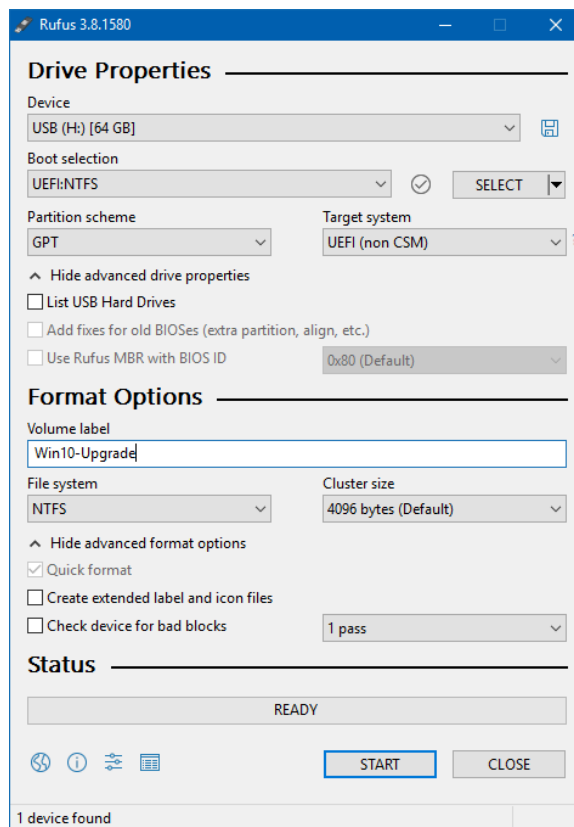 Rufus 3.8.1580
Drive Properties
Device
USB (H:) [64 GB]
Boot selection
UEFI:NTFS
SELECT
Partition scheme Target system
GPT UEFI (non CSM)
Hide advanced drive properties
List USB Hard Drives
Add fixes for old BIOSes (extra partition, align, etc.)
Use Rufus MBR with BIOS ID 0x80 (Default)
Format Options
Volume label
Win10-Upgrade
File system Cluster size
NTFS 4096 bytes (Default)
Hide advanced format options
Quick format
Create extended label and icon files
Check device for bad blocks 1 pass
Status
READY
START CLOSE
1 device found